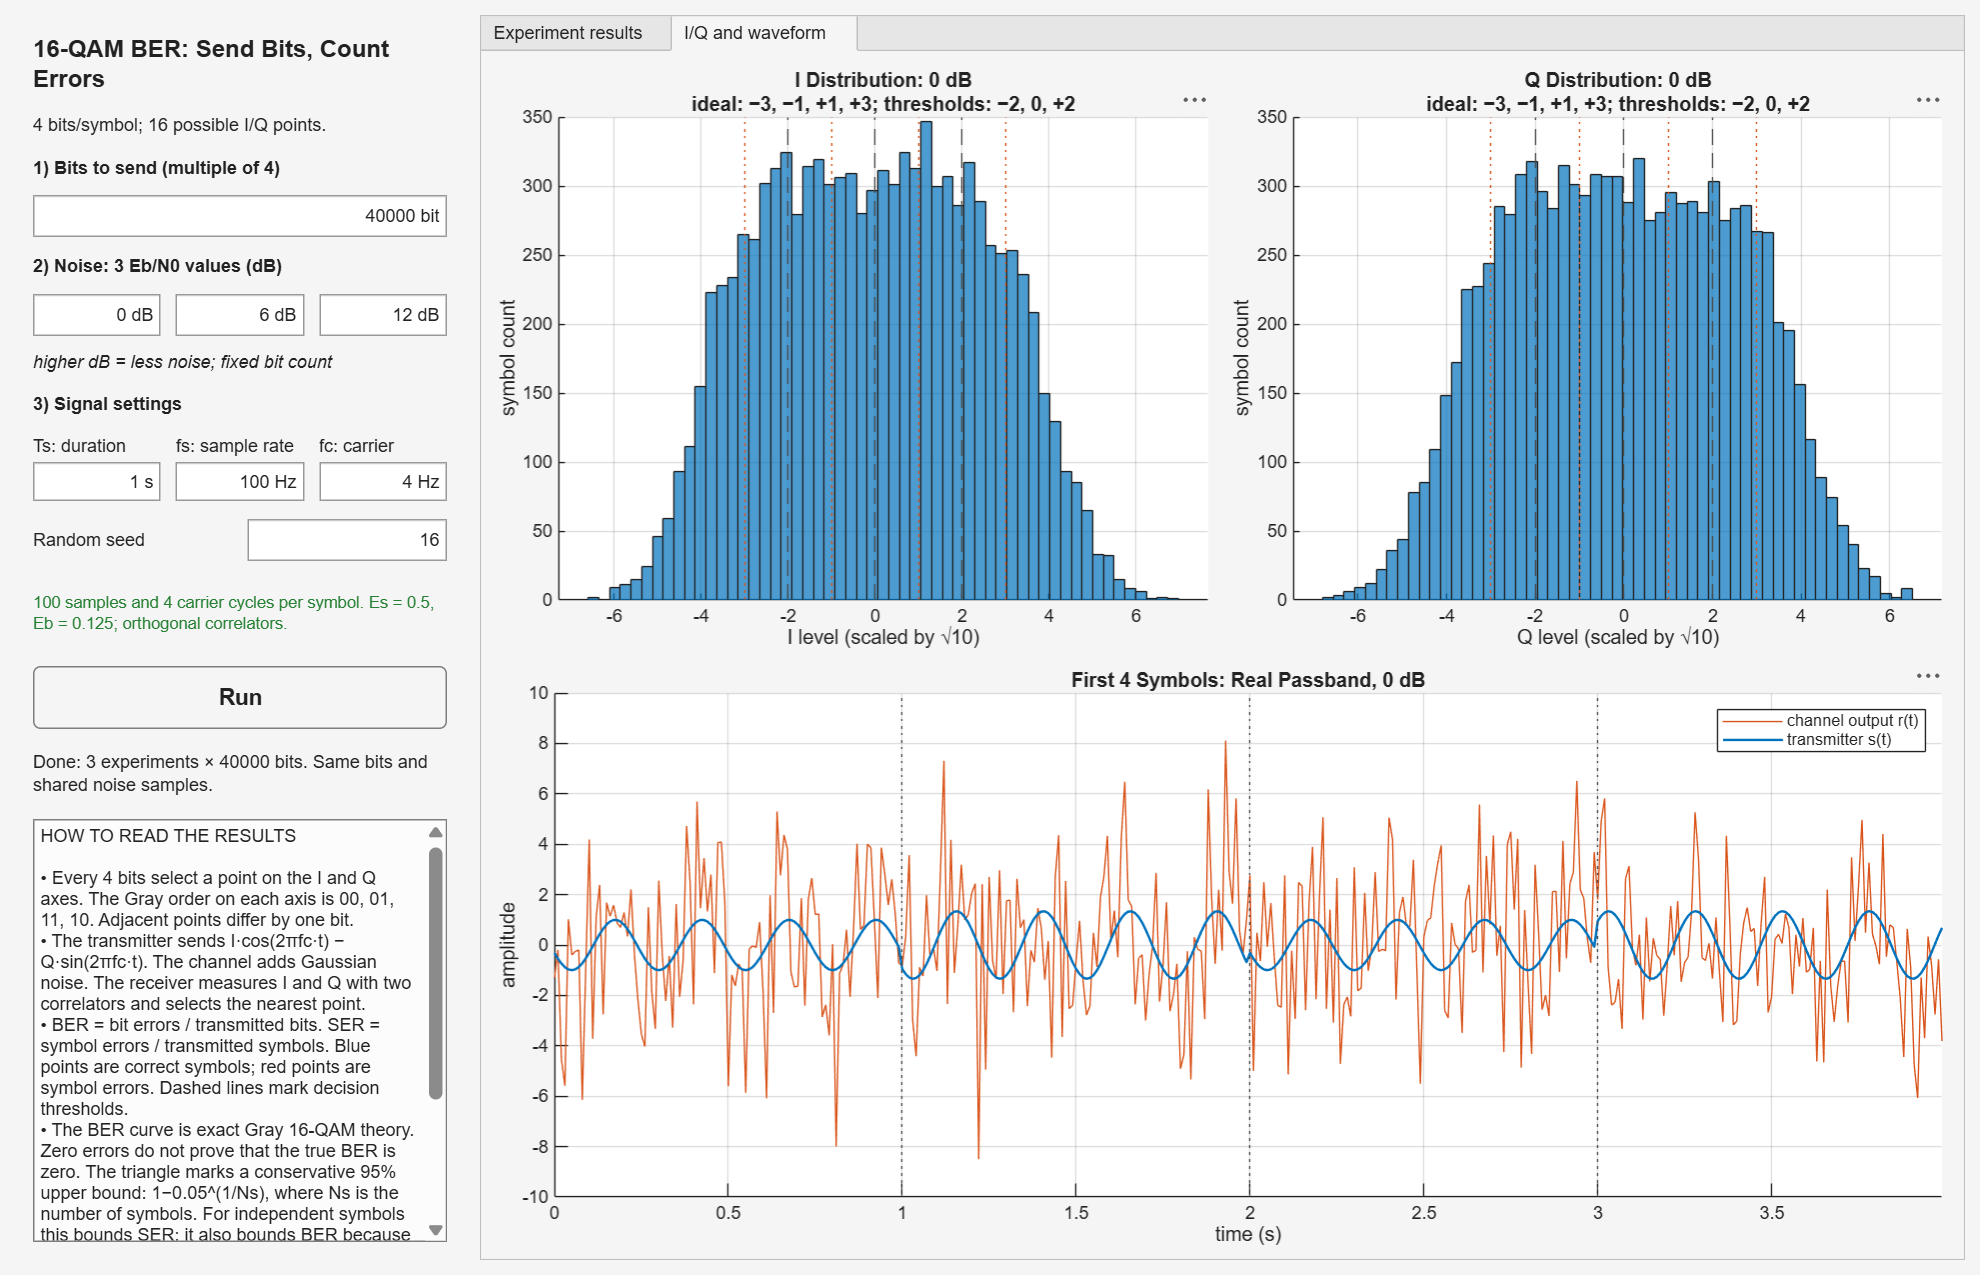 16-QAM BER: Send Bits, Count
Errors
4 bits/symbol; 16 possible I/Q points.
1) Bits to send (multiple of 4)
40000 bit
2) Noise: 3 Eb/N0 values (dB)
0 dB 6 dB 12 dB
higher dB = less noise; fixed bit count
3) Signal settings
Ts: duration fs: sample rate fc: carrier
1 s 100 Hz 4 Hz
Random seed 16
100 samples and 4 carrier cycles per symbol. Es = 0.5,
Eb = 0.125; orthogonal correlators.
Run
Done: 3 experiments × 40000 bits. Same bits and
shared noise samples.
HOW TO READ THE RESULTS
• Every 4 bits select a point on the I and Q
axes. The Gray order on each axis is 00, 01,
11, 10. Adjacent points differ by one bit.
• The transmitter sends I·cos(2πfc·t) −
Q·sin(2πfc·t). The channel adds Gaussian
noise. The receiver measures I and Q with two
correlators and selects the nearest point.
• BER = bit errors / transmitted bits. SER =
symbol errors / transmitted symbols. Blue
points are correct symbols; red points are
symbol errors. Dashed lines mark decision
thresholds.
• The BER curve is exact Gray 16-QAM theory.
Zero errors do not prove that the true BER is
zero. The triangle marks a conservative 95%
upper bound: 1−0.05^(1/Ns), where Ns is the
number of symbols. For independent symbols
this bounds SER; it also bounds BER because
Experiment results I/Q and waveform
I Distribution: 0 dB
ideal: −3, −1, +1, +3; thresholds: −2, 0, +2
350
300
250
200
150
100
50
0
symbol count
-6 -4 -2 0 2 4 6
I level (scaled by √10)
Q Distribution: 0 dB
ideal: −3, −1, +1, +3; thresholds: −2, 0, +2
350
300
250
200
150
100
50
0
symbol count
-6 -4 -2 0 2 4 6
Q level (scaled by √10)
First 4 Symbols: Real Passband, 0 dB
channel output r(t)
transmitter s(t)
10
8
6
4
2
0
-2
-4
-6
-8
-10
amplitude
0 0.5 1 1.5 2 2.5 3 3.5
time (s)